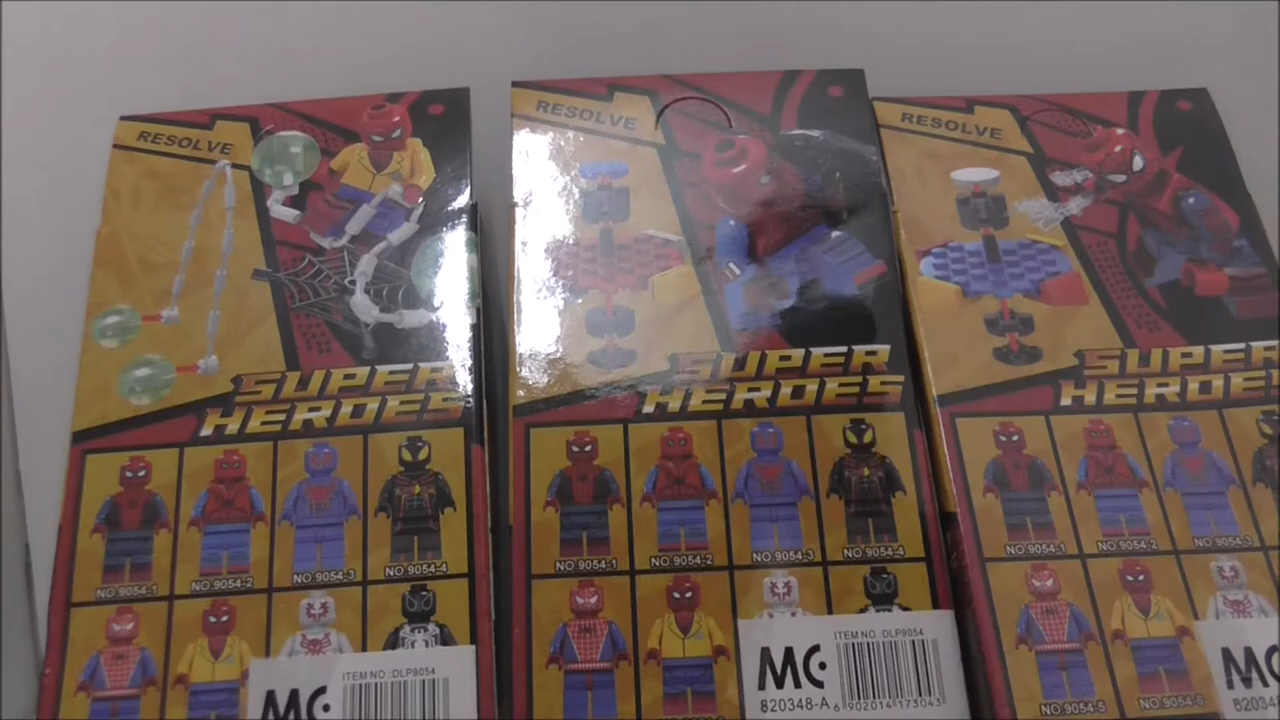 RESOLVE
SUPER
HEROES
NO.9054-1
NO.9054-2
NO.9054-3
NO.9054-4
ITEM NO.:DLP9054
MC
RESOLVE
SUPER
HEROES
NO.9054-1
NO.9054-2
NO.9054-3
NO.9054-4
ITEM NO.:DLP9054
MC
820348-A
6 902014 173043
RESOLVE
SUPER
HEROES
NO.9054-1
NO.9054-2
NO.9054-3
NO.9054-5
NO.9054-6
MC
820348